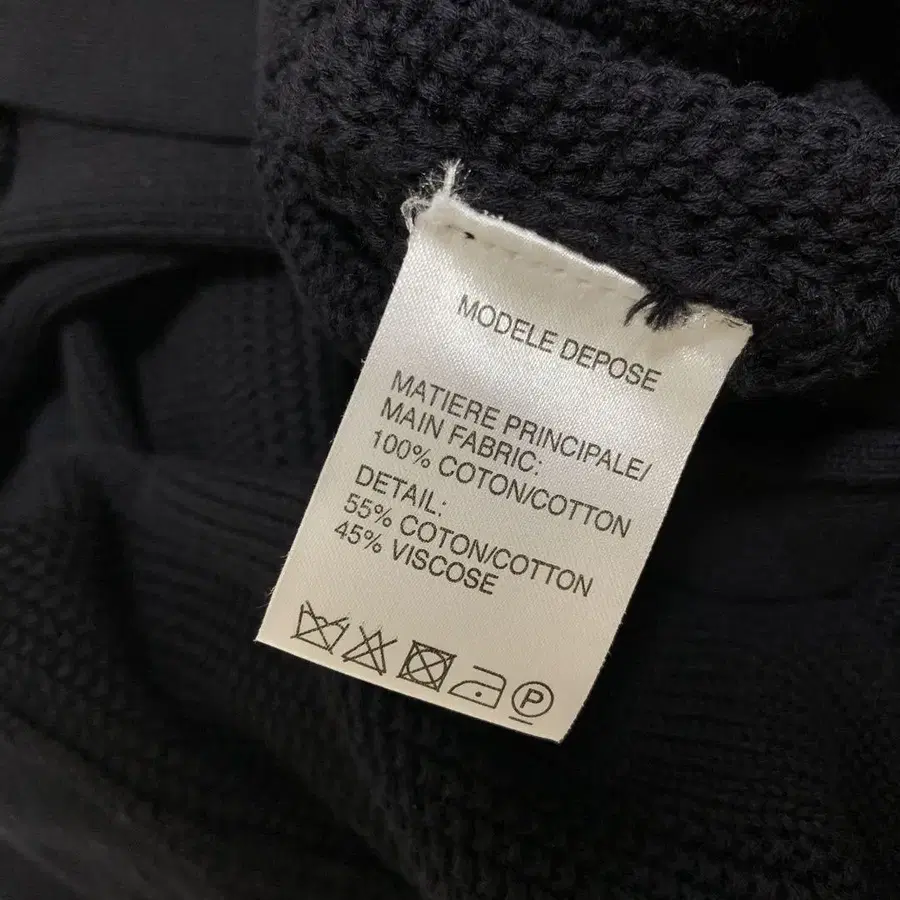 MODELE DEPOSE
MATIERE PRINCIPALE/
MAIN FABRIC:
100% COTON/COTTON
DETAIL:
55% COTON/COTTON
45% VISCOSE
P